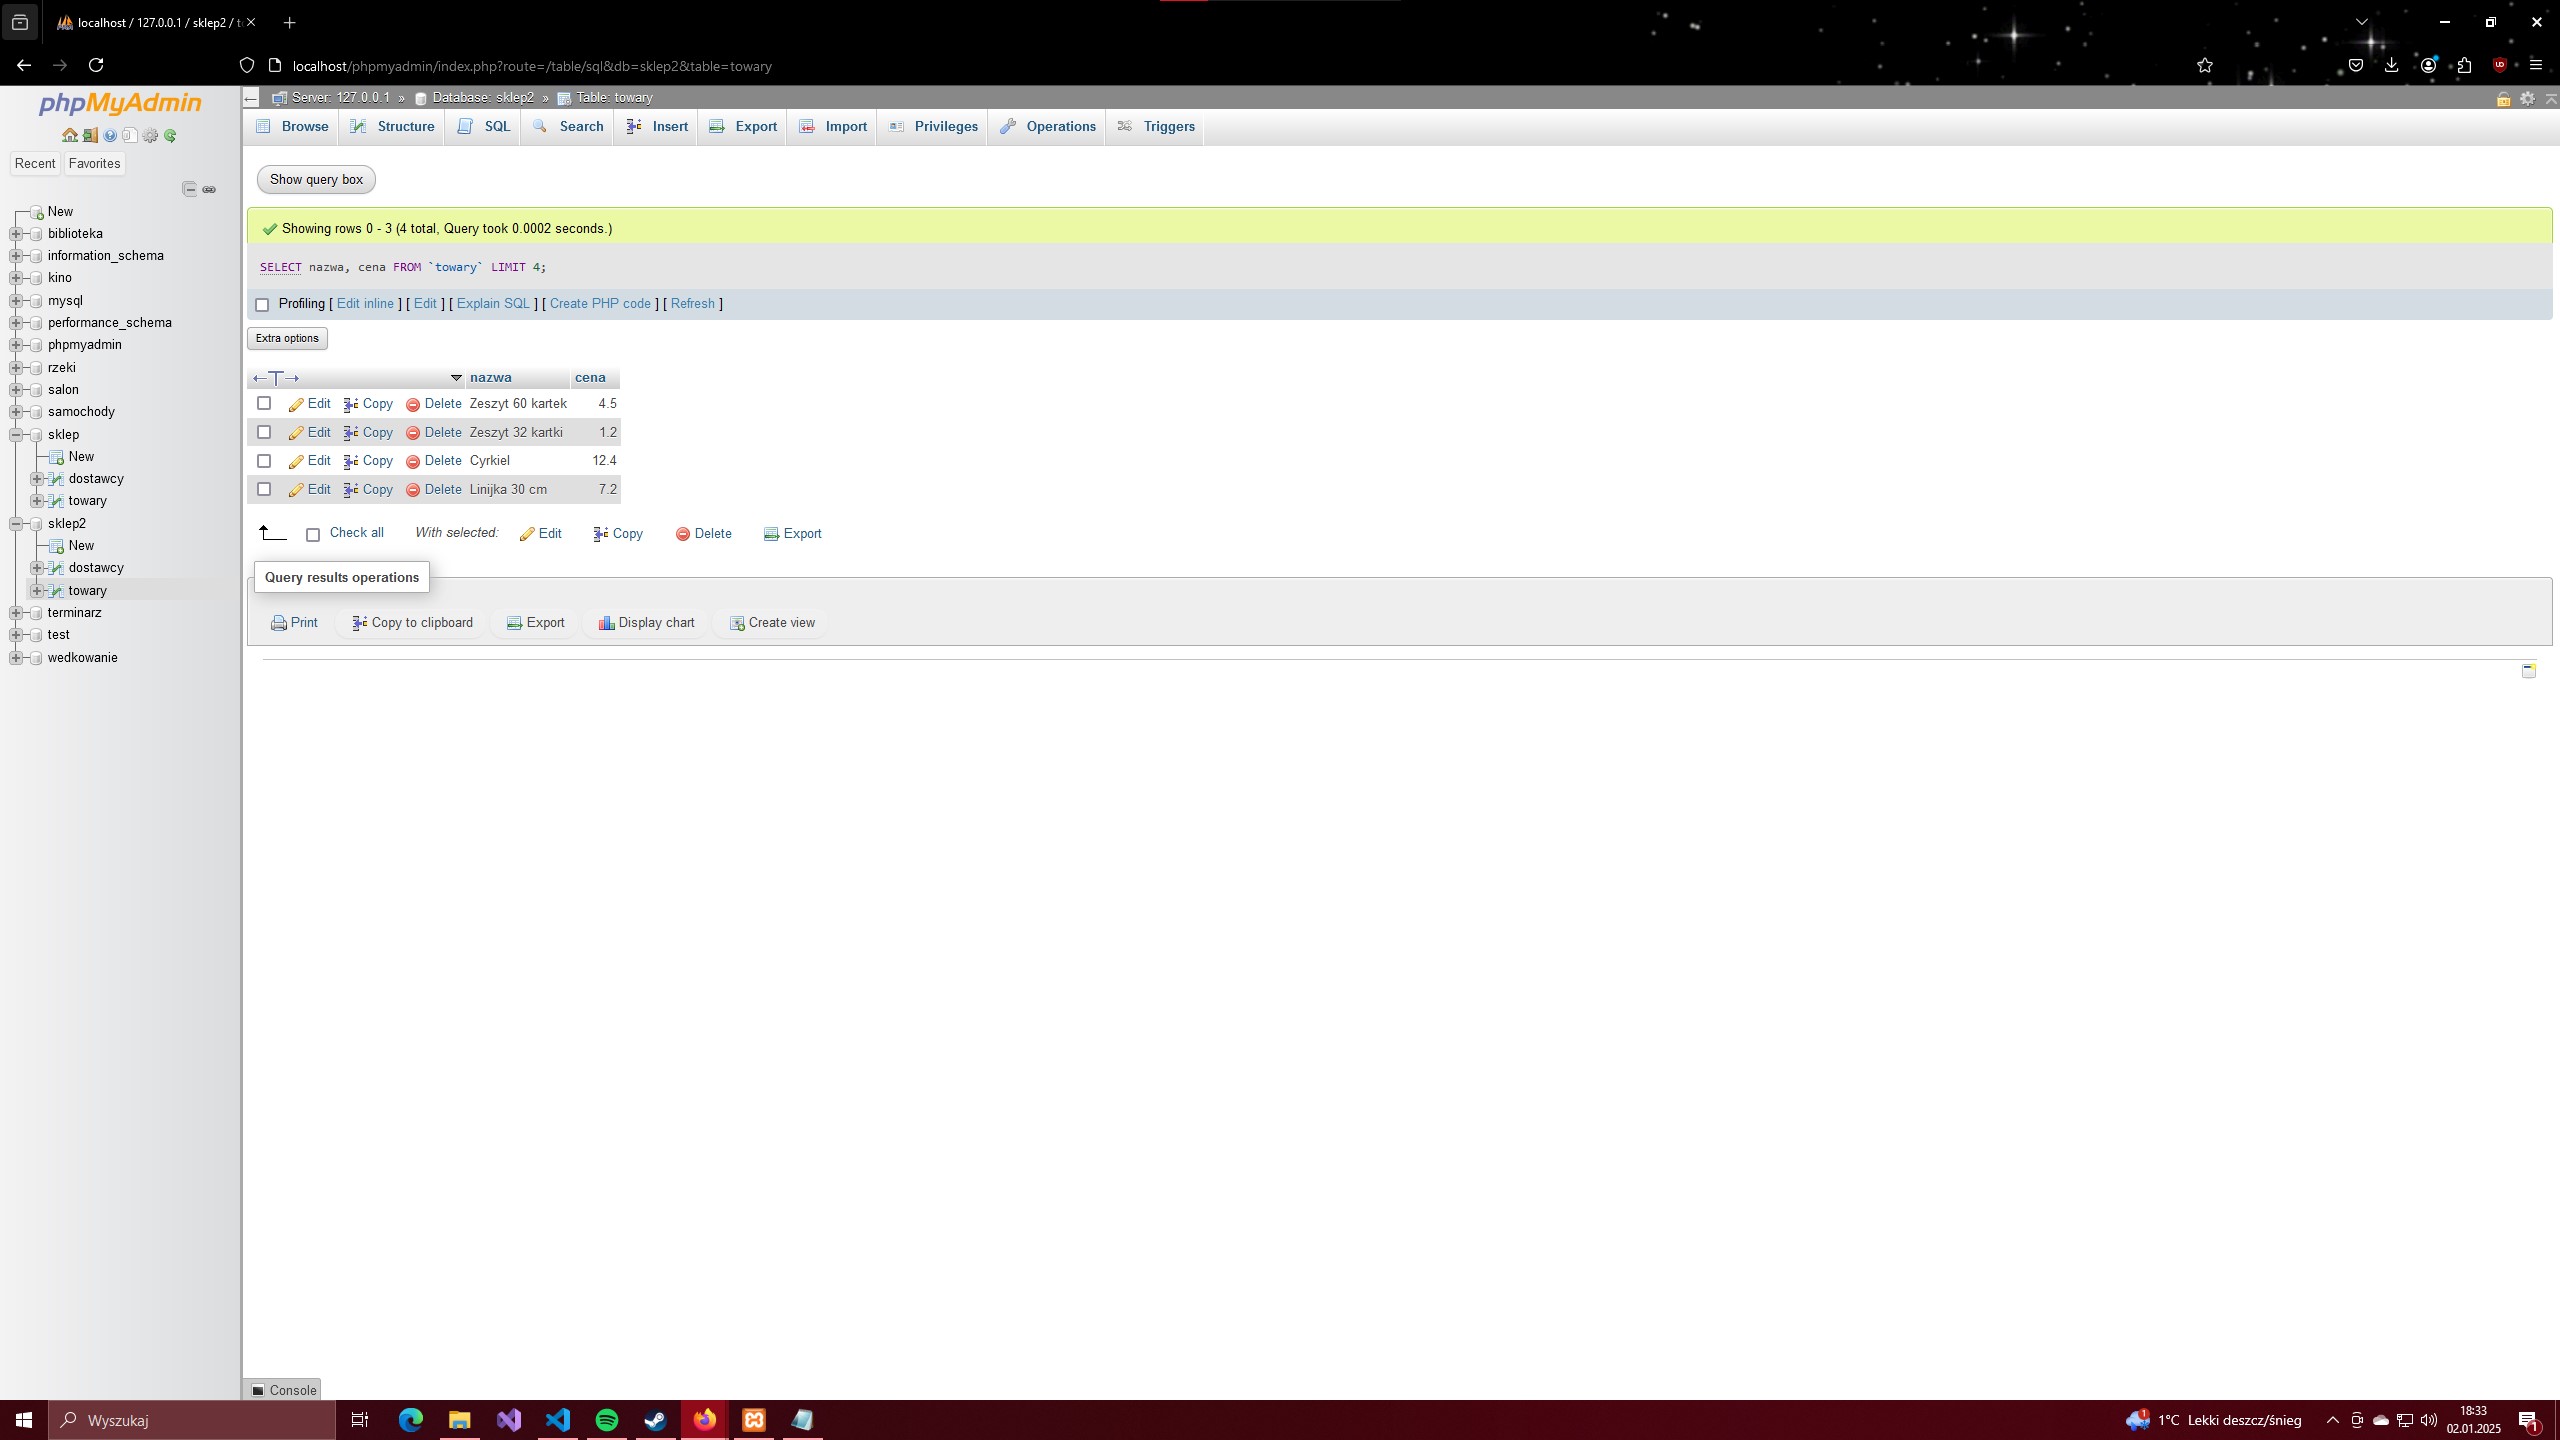 localhost / 127.0.0.1 / sklep2 / t
localhost/phpmyadmin/index.php?route=/table/sql&db=sklep2&table=towary
phpMyAdmin
Recent Favorites
New
biblioteka
information_schema
kino
mysql
performance_schema
phpmyadmin
rzeki
salon
samochody
sklep
New
dostawcy
towary
sklep2
New
dostawcy
towary
terminarz
test
wedkowanie
Server: 127.0.0.1 » Database: sklep2 » Table: towary
Browse Structure SQL Search Insert Export Import Privileges Operations Triggers
Show query box
Showing rows 0 - 3 (4 total, Query took 0.0002 seconds.)
SELECT nazwa, cena FROM `towary` LIMIT 4;
Profiling [ Edit inline ] [ Edit ] [ Explain SQL ] [ Create PHP code ] [ Refresh ]
Extra options
←T→ nazwa cena
Edit Copy Delete Zeszyt 60 kartek 4.5
Edit Copy Delete Zeszyt 32 kartki 1.2
Edit Copy Delete Cyrkiel 12.4
Edit Copy Delete Linijka 30 cm 7.2
Check all With selected: Edit Copy Delete Export
Query results operations
Print Copy to clipboard Export Display chart Create view
Console
Wyszukaj
1°C Lekki deszcz/śnieg
18:33
02.01.2025
1